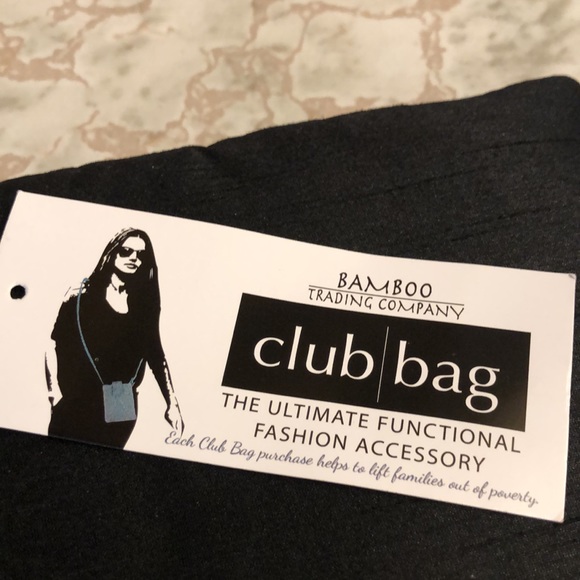 BAMBOO
TRADING COMPANY
club|bag
THE ULTIMATE FUNCTIONAL
FASHION ACCESSORY
Each Club Bag purchase helps to lift families out of poverty.